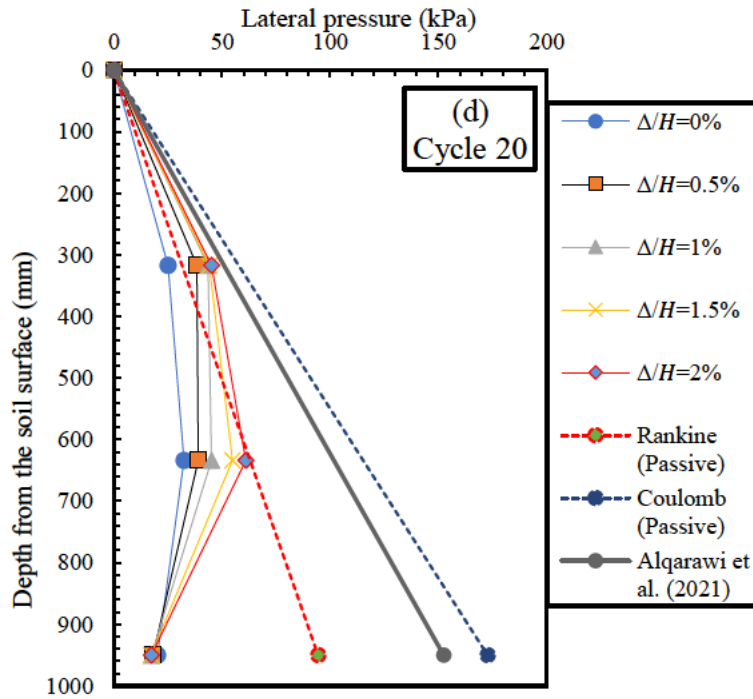 Lateral pressure (kPa)
0 50 100 150 200
0
100
200
300
400
500
600
700
800
900
1000
Depth from the soil surface (mm)
(d)
Cycle 20
Δ/H=0%
Δ/H=0.5%
Δ/H=1%
Δ/H=1.5%
Δ/H=2%
Rankine
(Passive)
Coulomb
(Passive)
Alqarawi et
al. (2021)